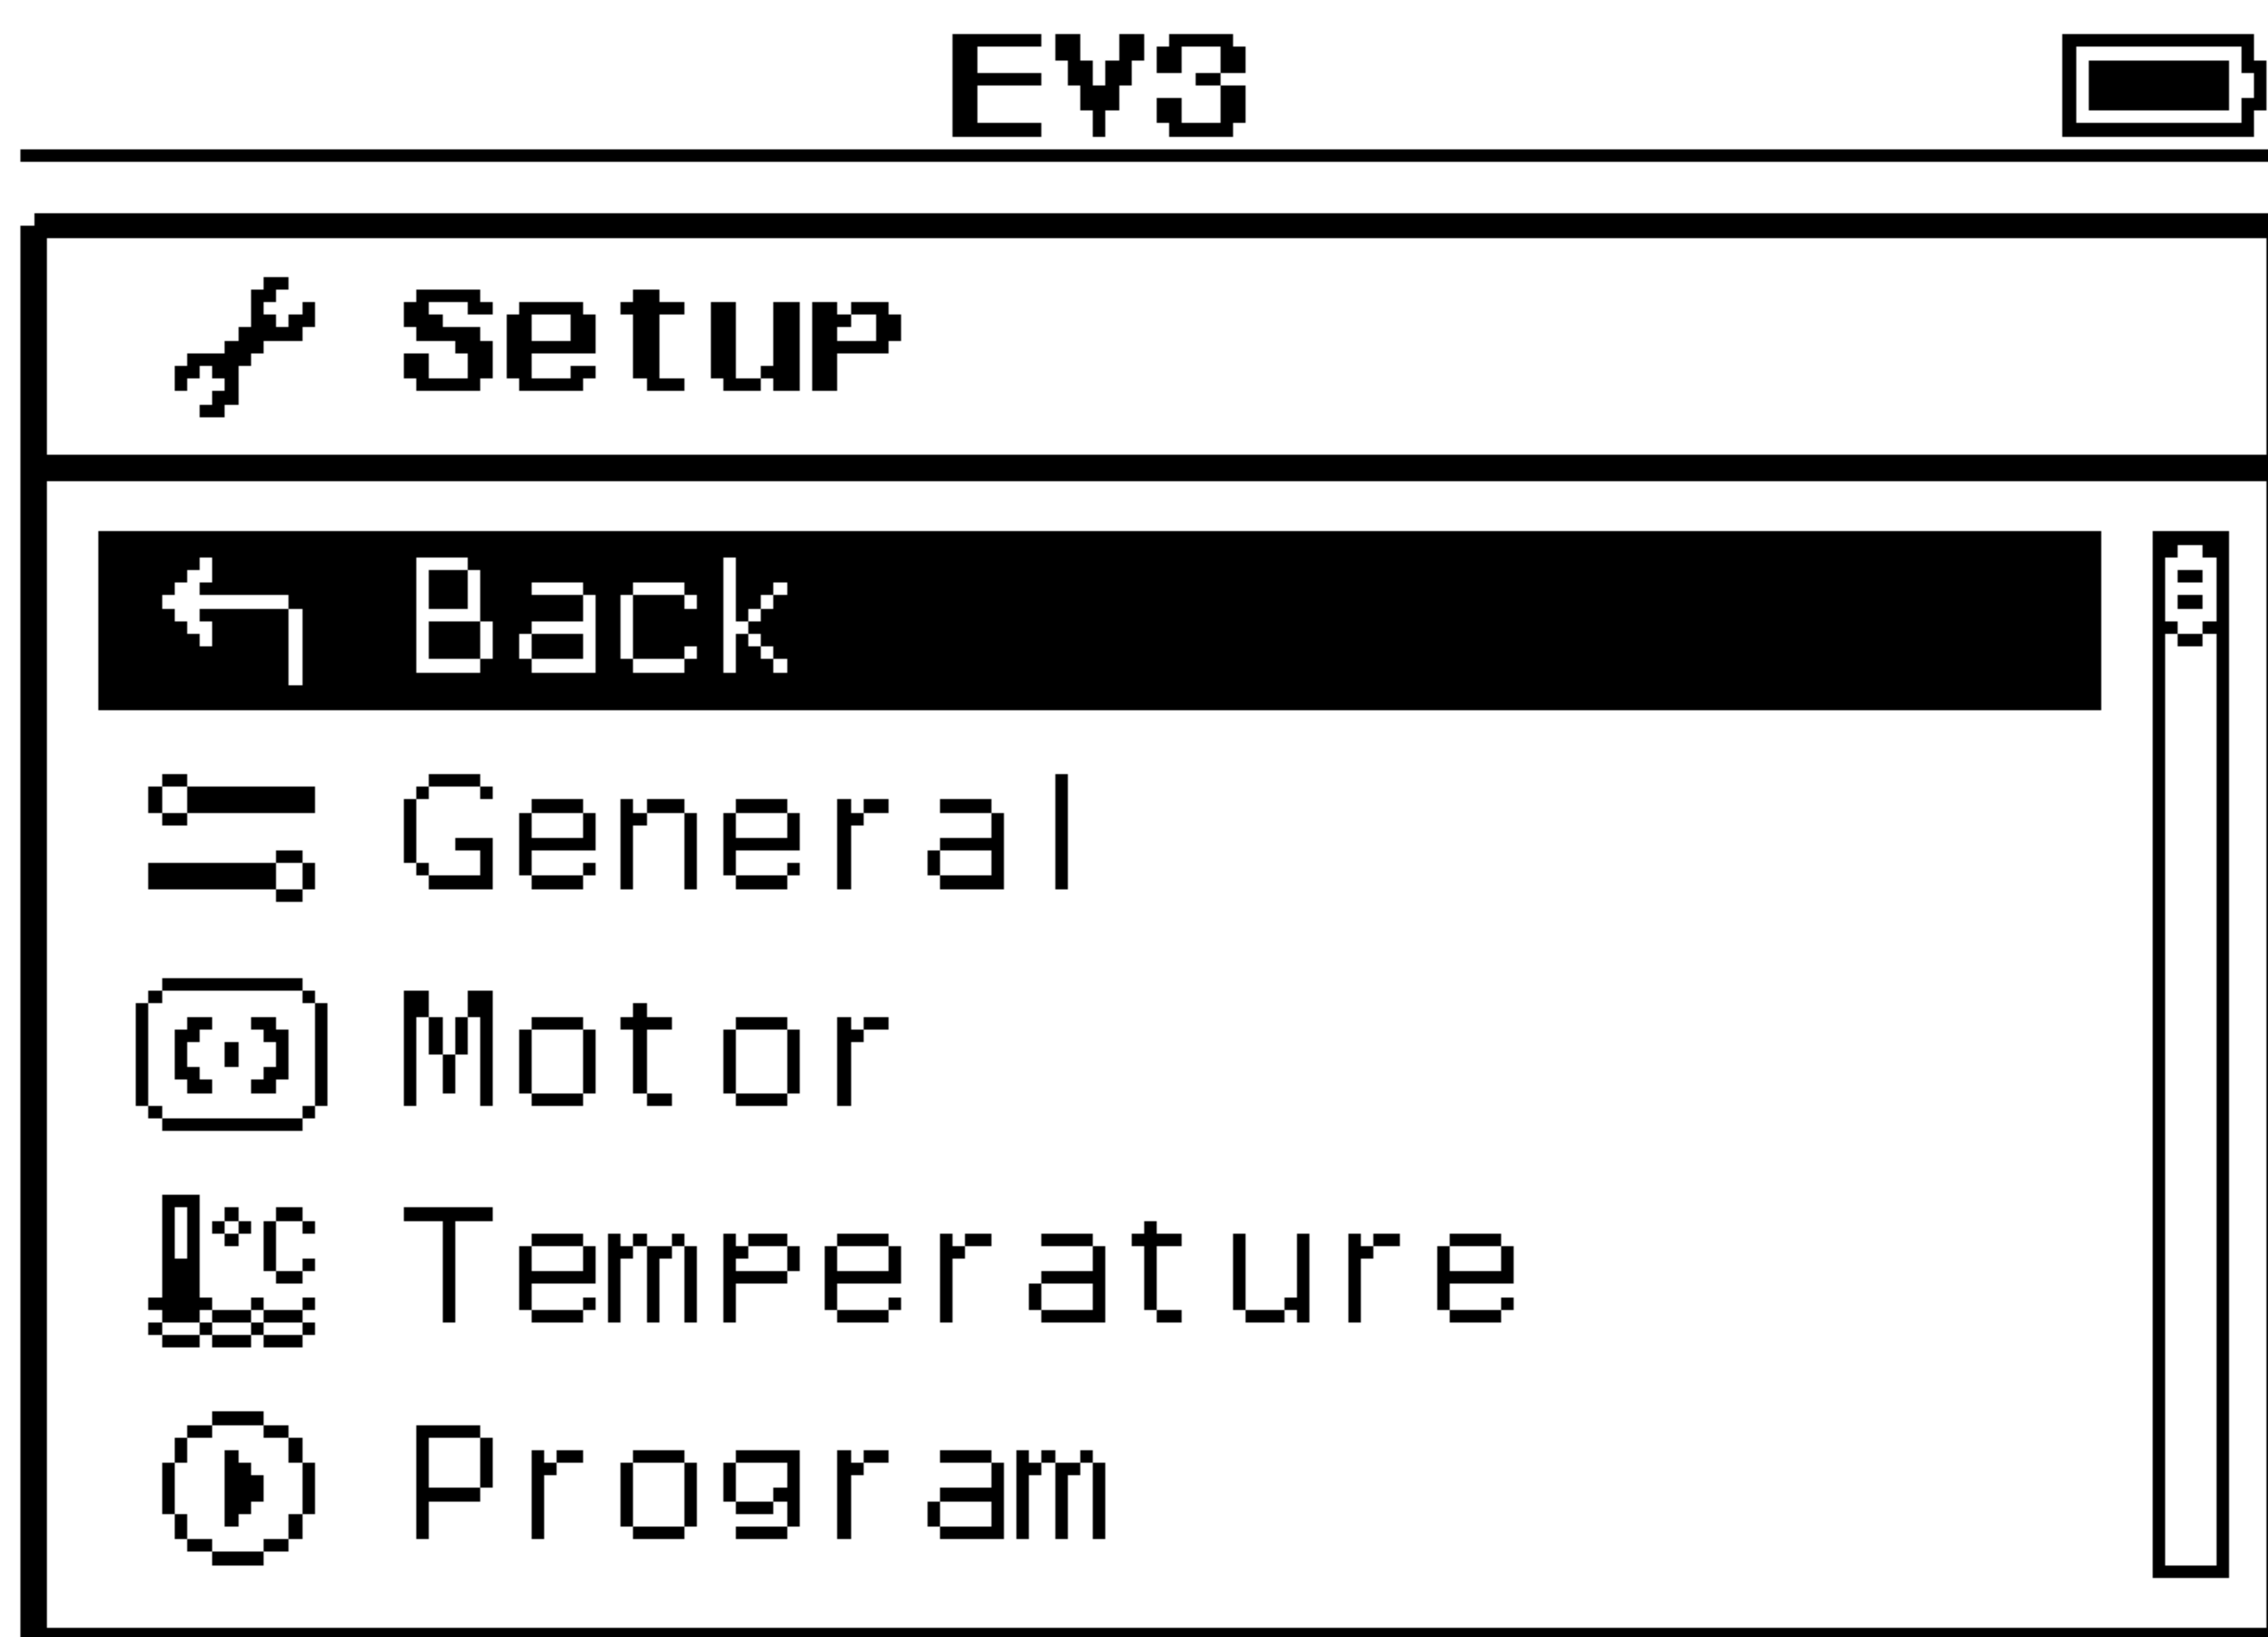 EV3
Setup
Back
General
Motor
°C Temperature
Program